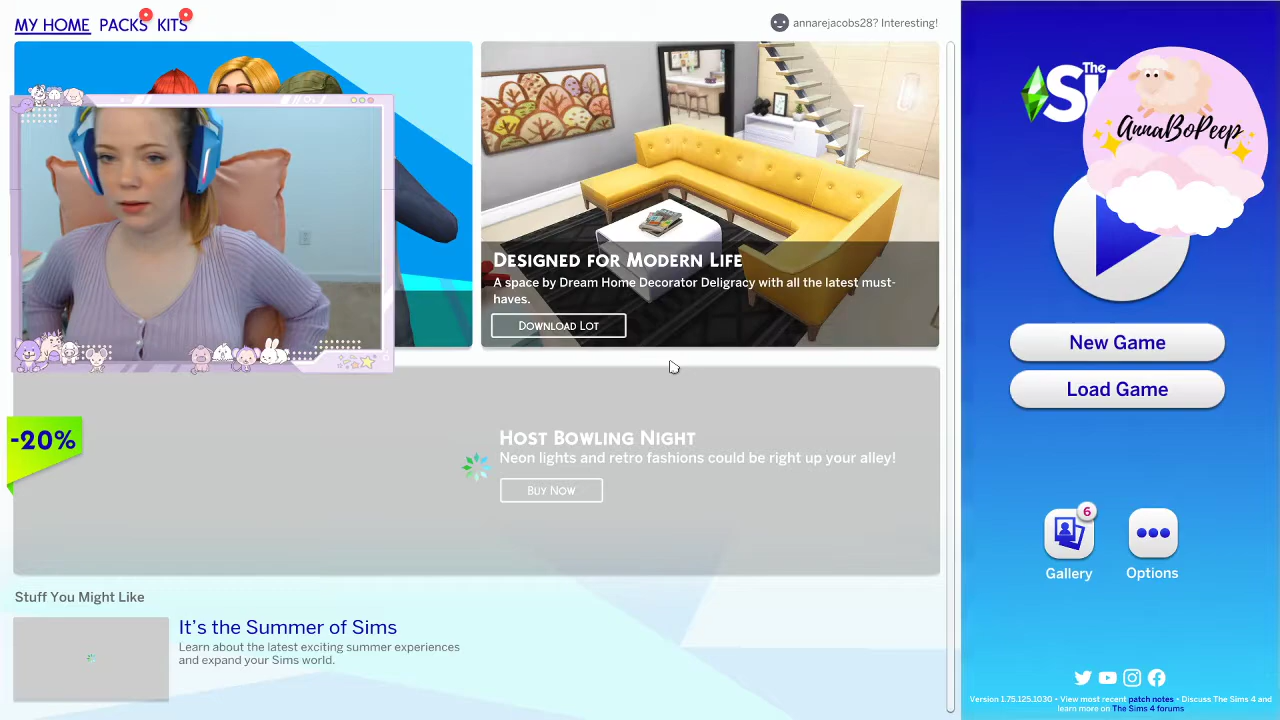 MY HOME PACKS KITS
annarejacobs28? Interesting!
DESIGNED FOR MODERN LIFE
A space by Dream Home Decorator Deligracy with all the latest must-
haves.
DOWNLOAD LOT
-20%
HOST BOWLING NIGHT
Neon lights and retro fashions could be right up your alley!
BUY NOW
Stuff You Might Like
It's the Summer of Sims
Learn about the latest exciting summer experiences
and expand your Sims world.
The
AnnaBoPeep
New Game
Load Game
6
Gallery
Options
Version 1.75.125.1030 - View most recent patch notes - Discuss The Sims 4 and
learn more on The Sims 4 forums